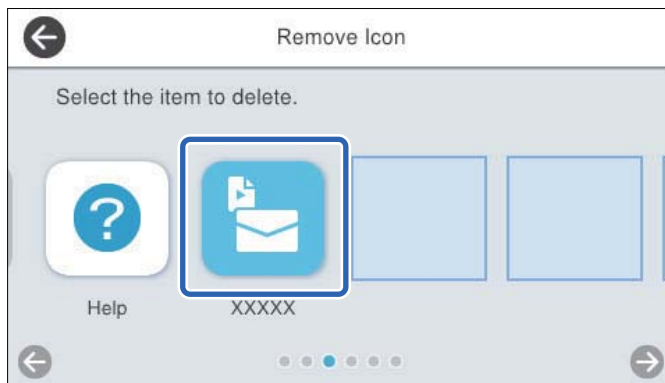 Remove Icon
Select the item to delete.
?
Help
XXXXX